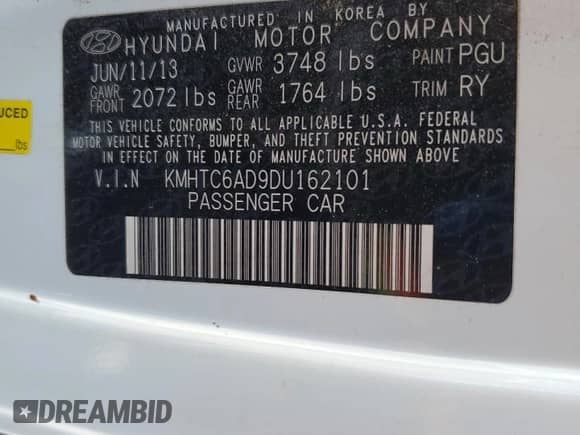 MANUFACTURED IN KOREA BY
HYUNDAI MOTOR COMPANY
JUN/11/13 GVWR 3748 lbs PAINT PGU
GAWR FRONT 2072 lbs GAWR REAR 1764 lbs TRIM RY
THIS VEHICLE CONFORMS TO ALL APPLICABLE U.S.A. FEDERAL
MOTOR VEHICLE SAFETY, BUMPER, AND THEFT PREVENTION STANDARDS
IN EFFECT ON THE DATE OF MANUFACTURE SHOWN ABOVE
V.I.N KMHTC6AD9DU162101
PASSENGER CAR
UCED
lbs
DREAMBID